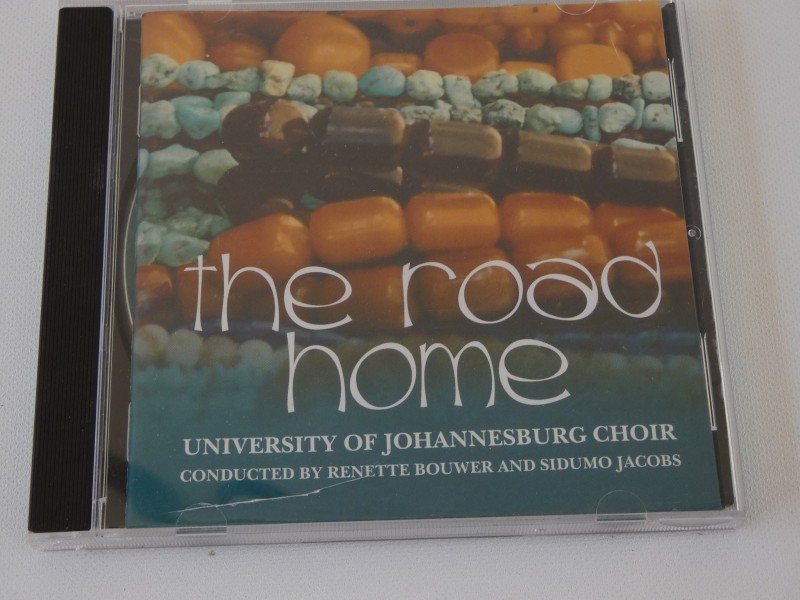 the road
home
UNIVERSITY OF JOHANNESBURG CHOIR
CONDUCTED BY RENETTE BOUWER AND SIDUMO JACOBS